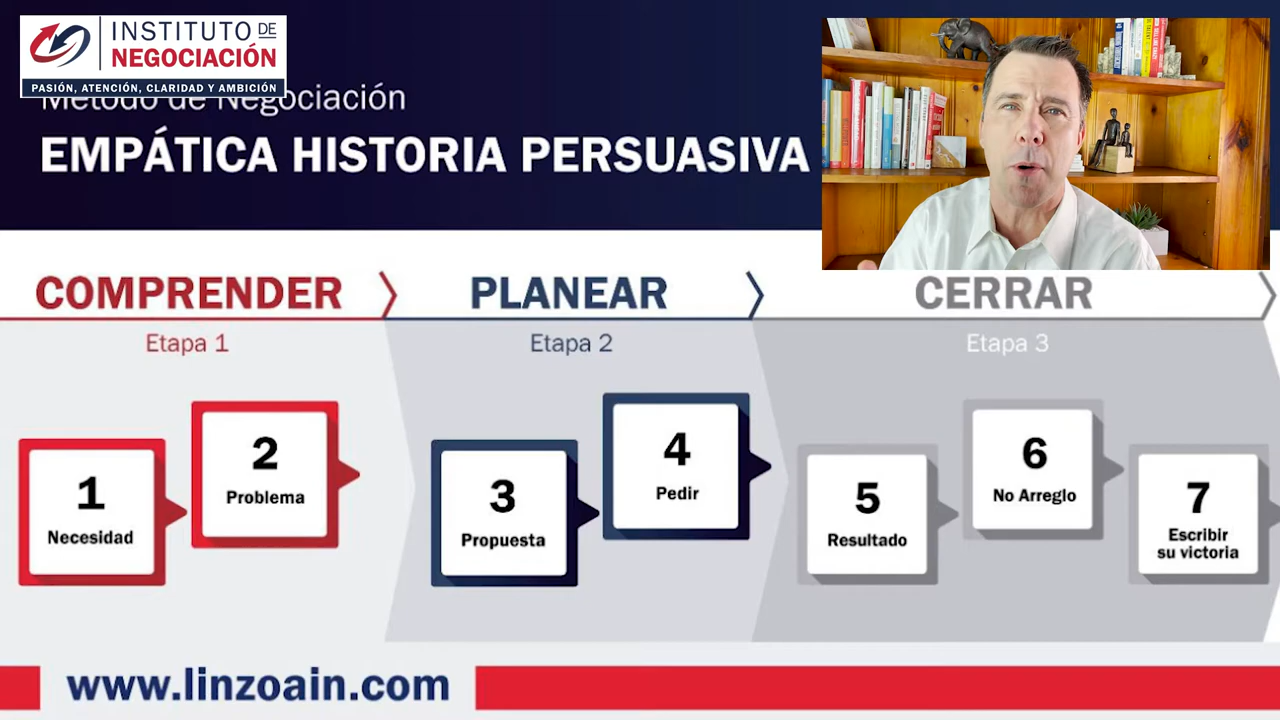 INSTITUTO DE
NEGOCIACIÓN
PASIÓN, ATENCIÓN, CLARIDAD Y AMBICIÓN
Método de Negociación
EMPÁTICA HISTORIA PERSUASIVA
COMPRENDER
PLANEAR
CERRAR
Etapa 1
Etapa 2
Etapa 3
1
Necesidad
2
Problema
3
Propuesta
4
Pedir
5
Resultado
6
No Arreglo
7
Escribir
su victoria
www.linzoain.com